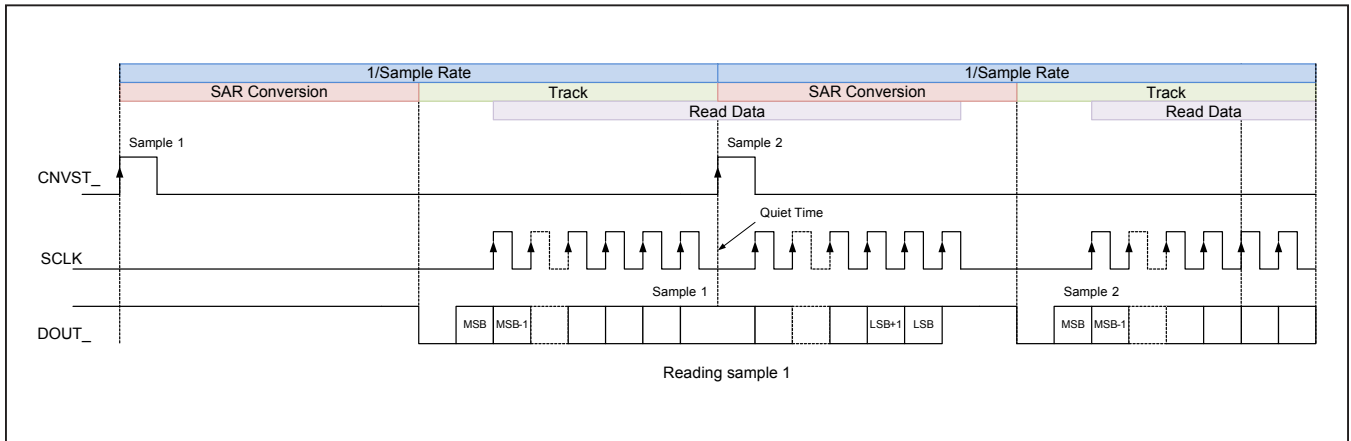 1/Sample Rate 1/Sample Rate
SAR Conversion Track SAR Conversion Track
Read Data Read Data
Sample 1 Sample 2
CNVST_
Quiet Time
SCLK
Sample 1 Sample 2
MSB MSB-1 LSB+1 LSB MSB MSB-1
DOUT_
Reading sample 1